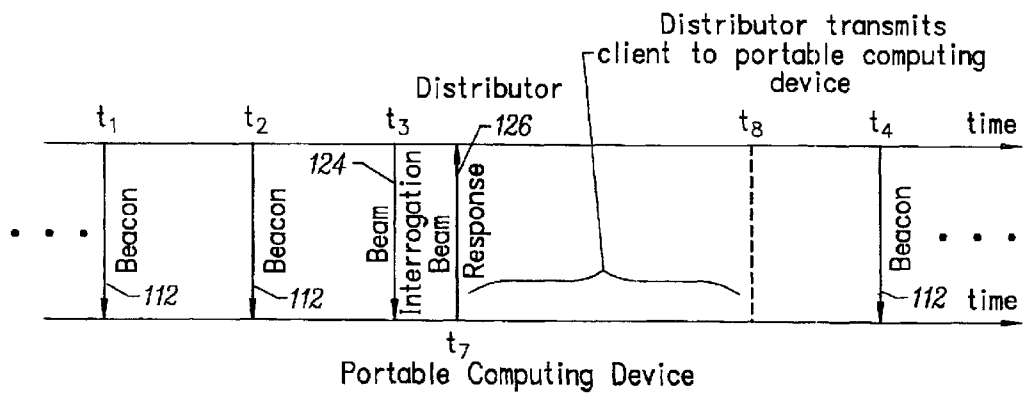 Distributor transmits
client to portable computing
device
Distributor
t1
t2
t3
126
t8
t4
time
124
Beacon
Beacon
Beam
Interrogation
Beam
Response
Beacon
112
112
112
time
t7
Portable Computing Device